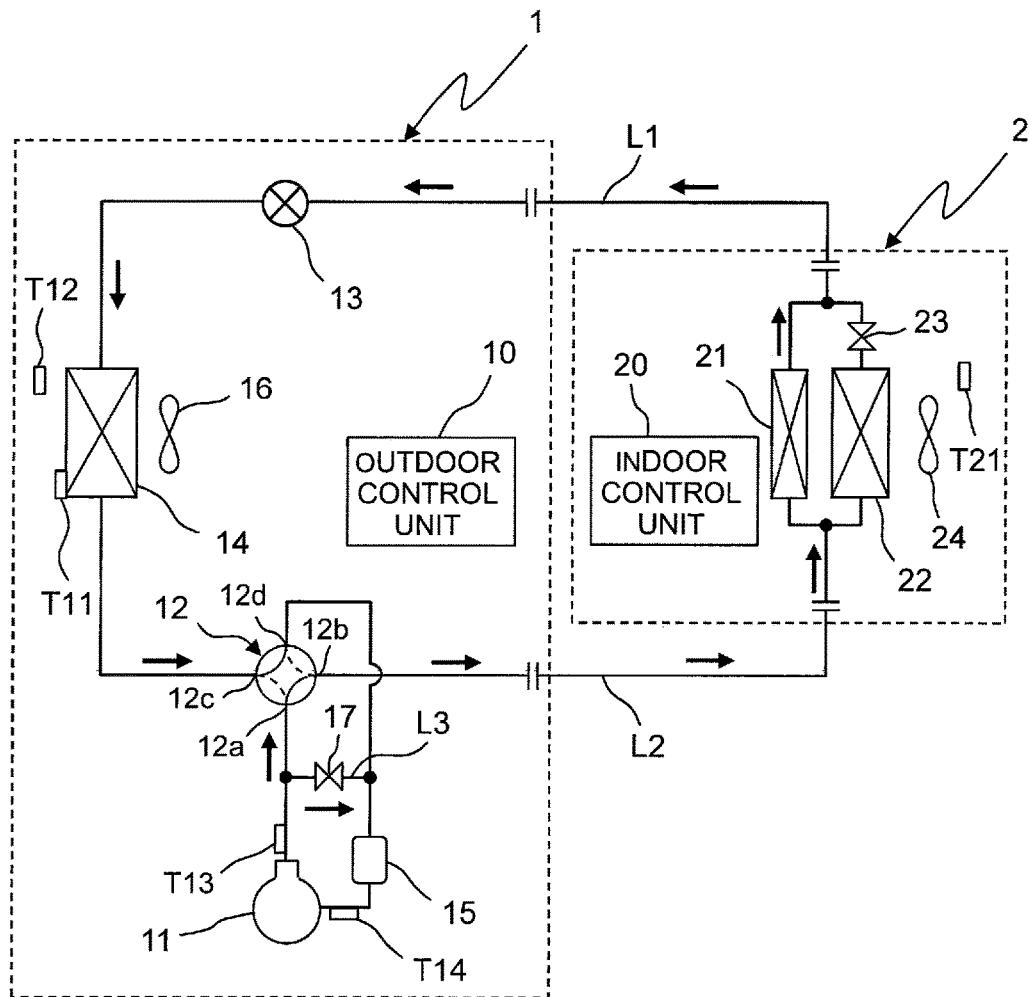 1
L1
2
13
T12
16
10
OUTDOOR
CONTROL
UNIT
20
INDOOR
CONTROL
UNIT
21
23
T21
24
22
14
T11
12
12d
12b
12c
12a
17
L3
L2
T13
11
15
T14